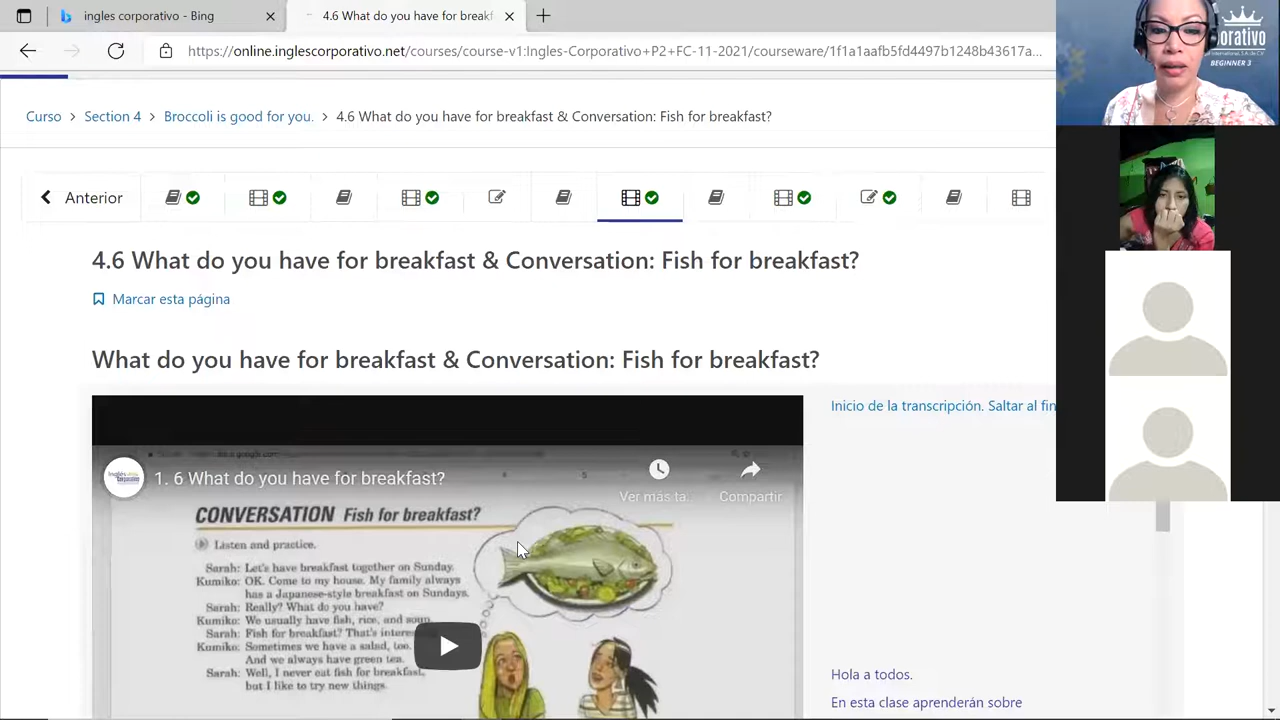 ingles corporativo - Bing
4.6 What do you have for breakf
https://online.inglescorporativo.net/courses/course-v1:Ingles-Corporativo+P2+FC-11-2021/courseware/1f1a1aafb5fd4497b1248b43617a...
orativo
BEGINNER 3
Curso > Section 4 > Broccoli is good for you. > 4.6 What do you have for breakfast & Conversation: Fish for breakfast?
Anterior
4.6 What do you have for breakfast & Conversation: Fish for breakfast?
Marcar esta página
What do you have for breakfast & Conversation: Fish for breakfast?
Inicio de la transcripción. Saltar al fin
1. 6 What do you have for breakfast?
Ver más ta...
Compartir
CONVERSATION Fish for breakfast?
Listen and practice.
Sarah: Let's have breakfast together on Sunday.
Kumiko: OK. Come to my house. My family always
has a Japanese-style breakfast on Sundays.
Sarah: Really? What do you have?
Kumiko: We usually have fish, rice, and soup.
Sarah: Fish for breakfast? That's interes
Kumiko: Sometimes we have a salad, too.
And we always have green tea.
Sarah: Well, I never eat fish for breakfast,
but I like to try new things.
Hola a todos.
En esta clase aprenderán sobre